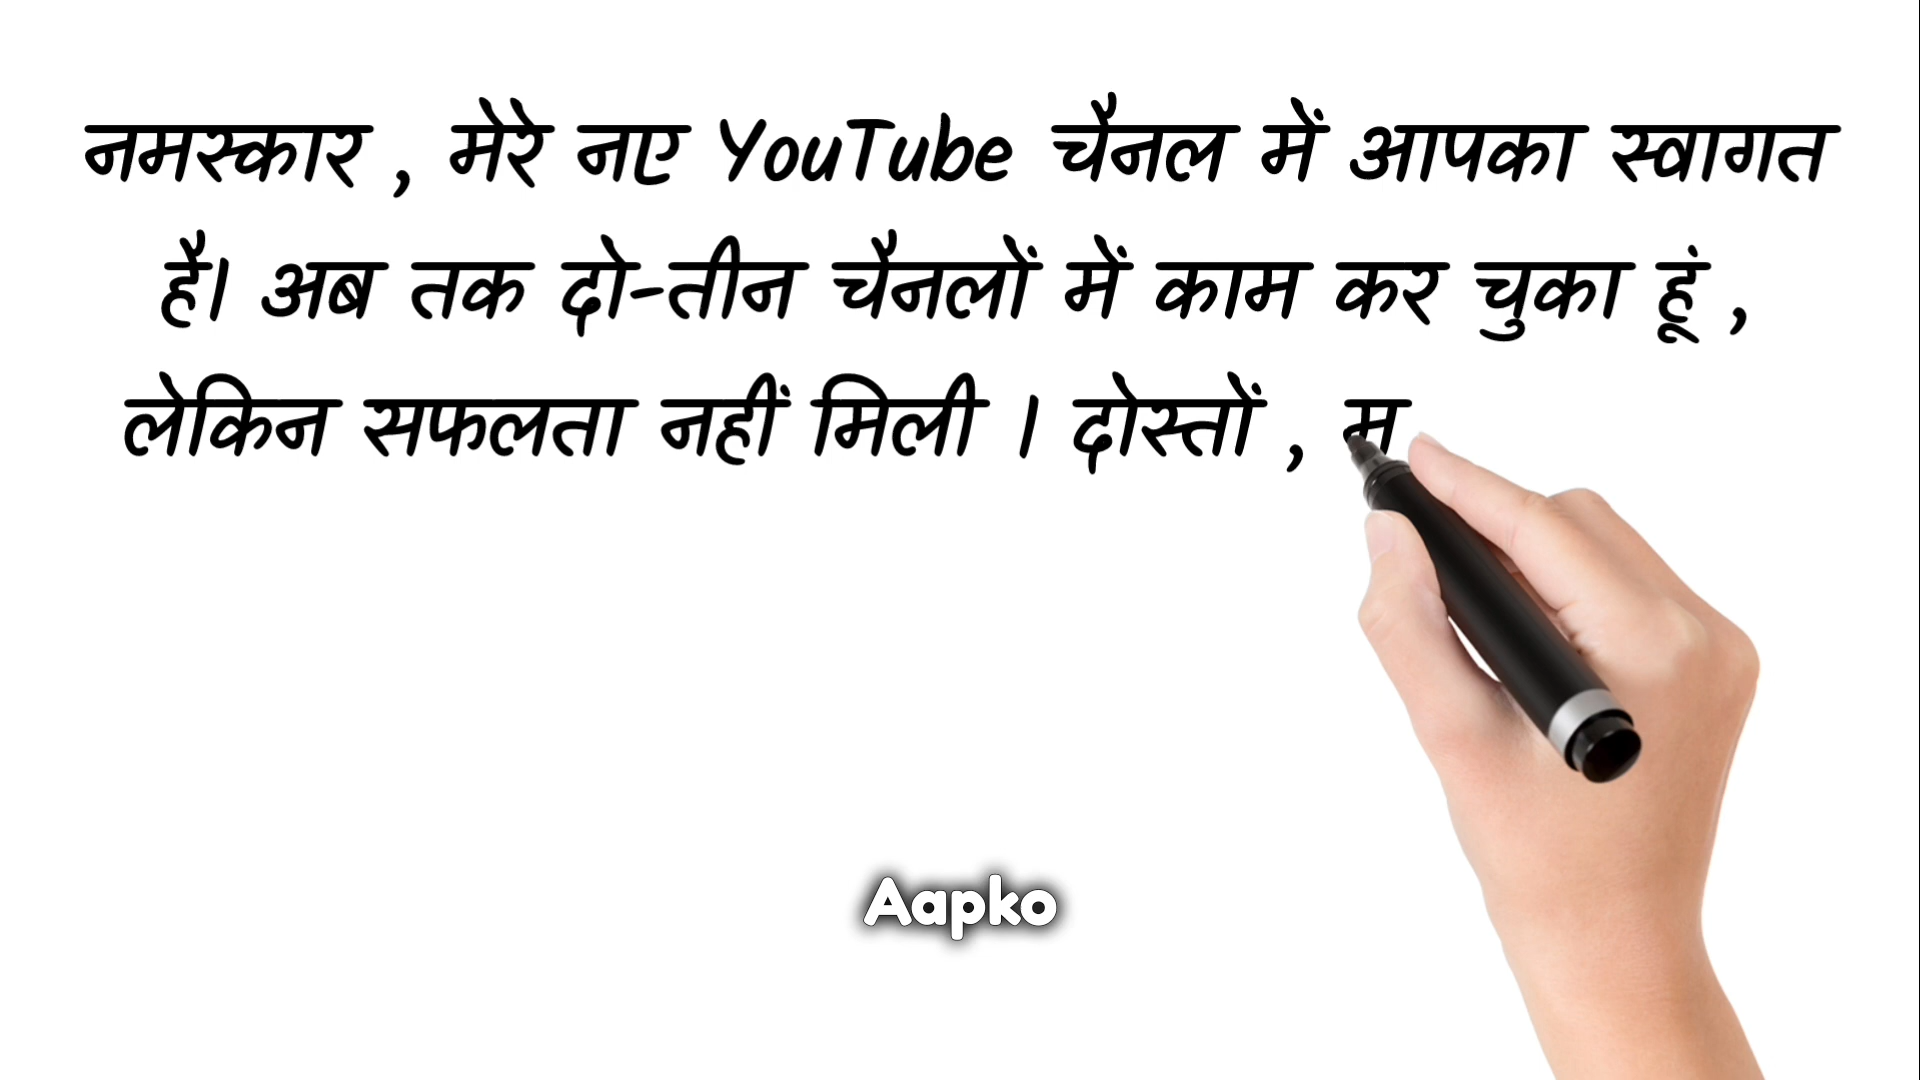 नमस्कार , मेरे नए YouTube चैनल में आपका स्वागत
है। अब तक दो-तीन चैनलों में काम कर चुका हूं ,
लेकिन सफलता नहीं मिली । दोस्तों , म
Aapko